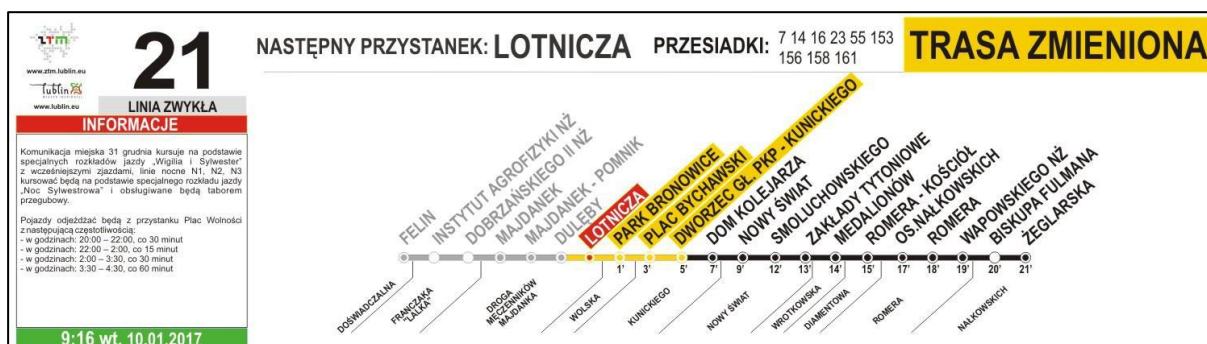 zTm
www.ztm.lublin.eu
lublin
www.lublin.eu
21
LINIA ZWYKŁA
INFORMACJE
Komunikacja miejska 31 grudnia kursuje na podstawie
specjalnych rozkładów jazdy „Wigilia i Sylwester”
z wcześniejszymi zjazdami, linie nocne N1, N2, N3
kursować będą na podstawie specjalnego rozkładu jazdy
„Noc Sylwestrowa” i obsługiwane będą taborem
przegubowy.
Pojazdy odjeżdżać będą z przystanku Plac Wolności
z następującą częstotliwością:
- w godzinach: 20:00 – 22:00, co 30 minut
- w godzinach: 22:00 – 2:00, co 15 minut
- w godzinach: 2:00 – 3:30, co 30 minut
- w godzinach: 3:30 – 4:30, co 60 minut
9:16 wt. 10.01.2017
NASTĘPNY PRZYSTANEK: LOTNICZA
PRZESIADKI: 7 14 16 23 55 153
156 158 161
TRASA ZMIENIONA
FELIN
INSTYTUT AGROFIZYKI NŻ
DOBRZAŃSKIEGO II NŻ
MAJDANEK
MAJDANEK - POMNIK
DULĘBY
LOTNICZA
PARK BRONOWICE
PLAC BYCHAWSKI
DWORZEC GŁ. PKP - KUNICKIEGO
DOM KOLEJARZA
NOWY ŚWIAT
SMOLUCHOWSKIEGO
ZAKŁADY TYTONIOWE
MEDALIONÓW
ROMERA - KOŚCIÓŁ
OS.NAŁKOWSKICH
ROMERA
WAPOWSKIEGO NŻ
BISKUPA FULMANA
ŻEGLARSKA
1' 3' 5' 7' 9' 12' 13' 14' 15' 17' 18' 19' 20' 21'
DOŚWIADCZALNA
FRANCZAKA
"LALKA"
DROGA
MĘCZENNIKÓW
MAJDANKA
WOLSKA
KUNICKIEGO
NOWY ŚWIAT
WROTKOWSKA
DIAMENTOWA
ROMERA
NAŁKOWSKICH